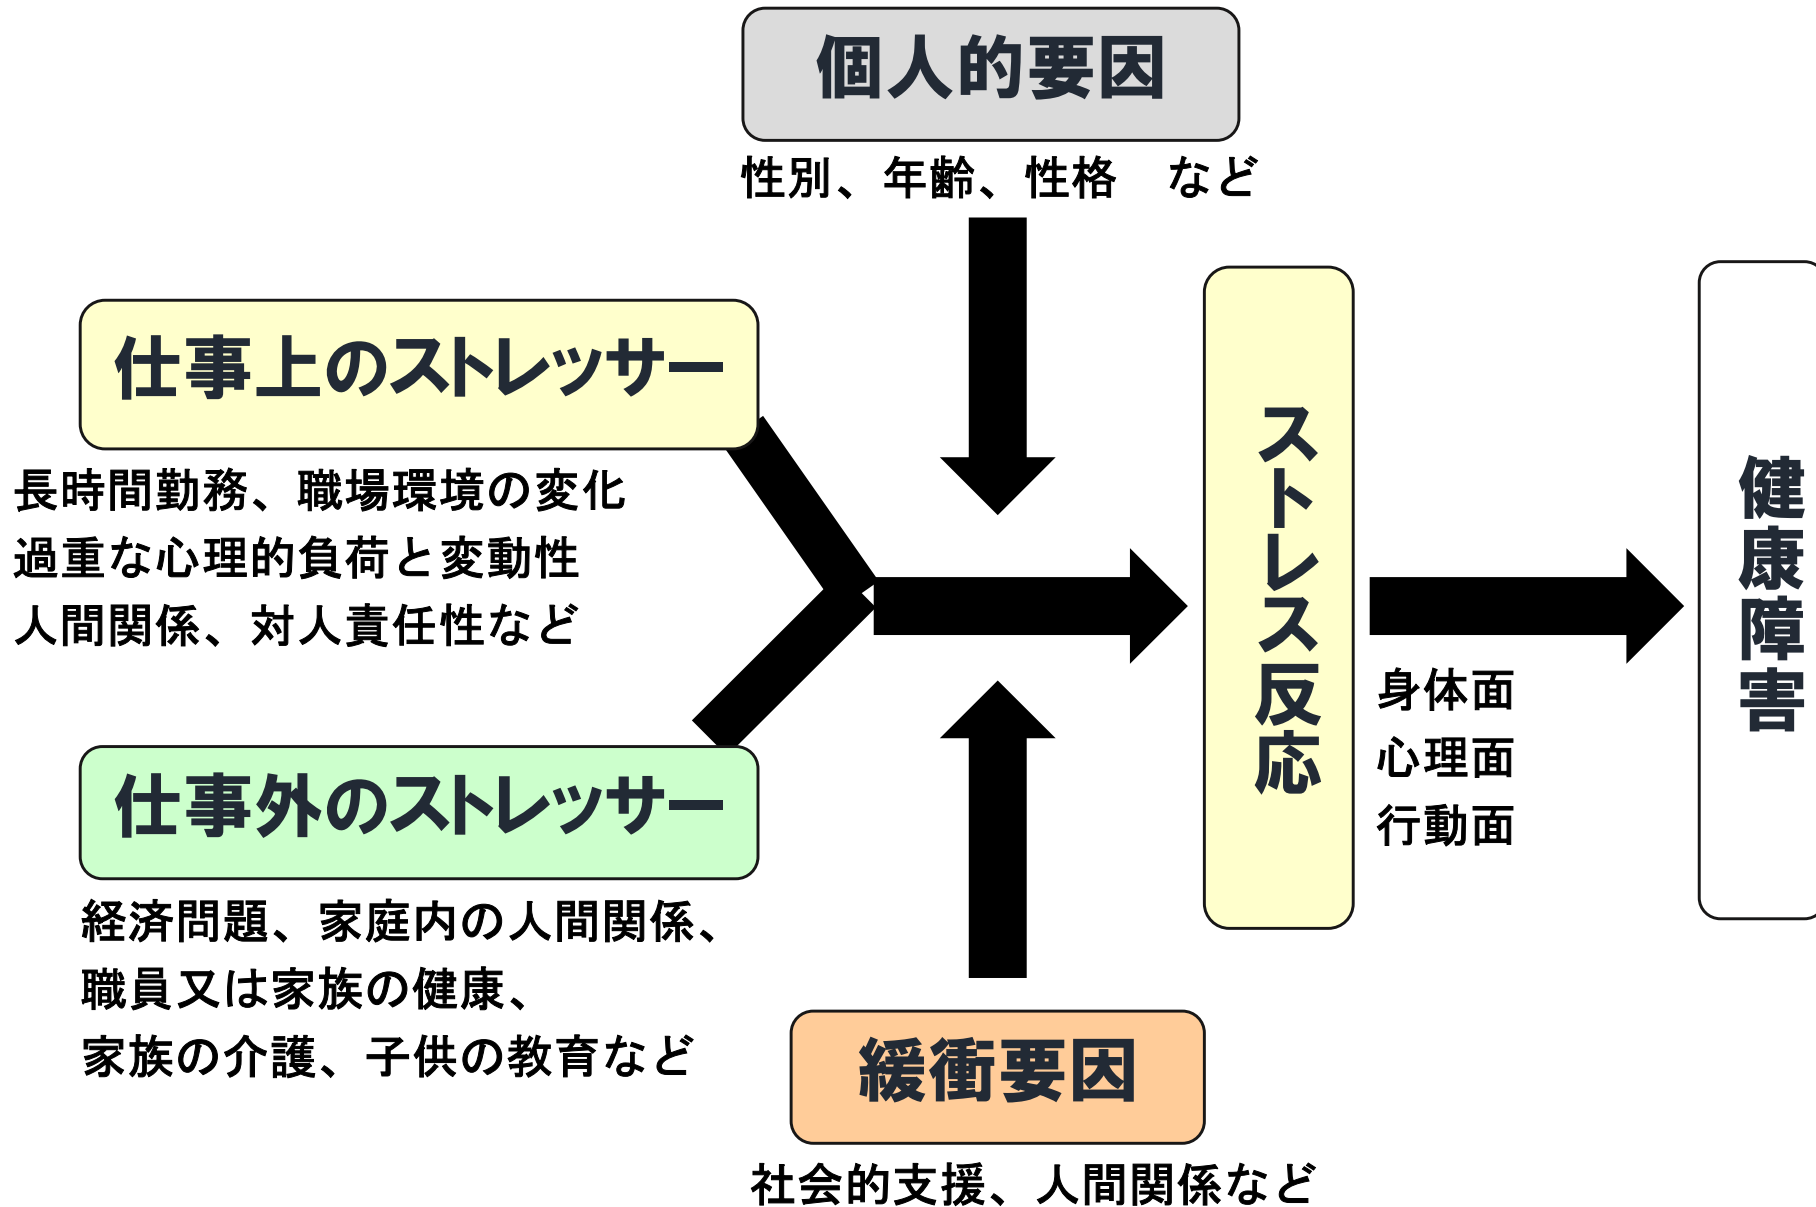 個人的要因
性別、年齢、性格　など
仕事上のストレッサー
長時間勤務、職場環境の変化
過重な心理的負荷と変動性
人間関係、対人責任性など
仕事外のストレッサー
経済問題、家庭内の人間関係、
職員又は家族の健康、
家族の介護、子供の教育など
緩衝要因
社会的支援、人間関係など
ストレス反応
身体面
心理面
行動面
健康障害